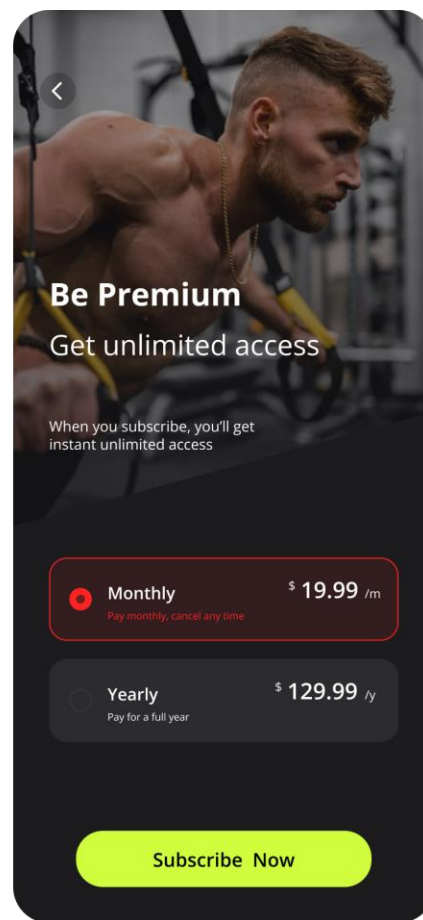 Be Premium
Get unlimited access
When you subscribe, you'll get
instant unlimited access
Monthly
$ 19.99 /m
Pay monthly, cancel any time
Yearly
$ 129.99 /y
Pay for a full year
Subscribe Now